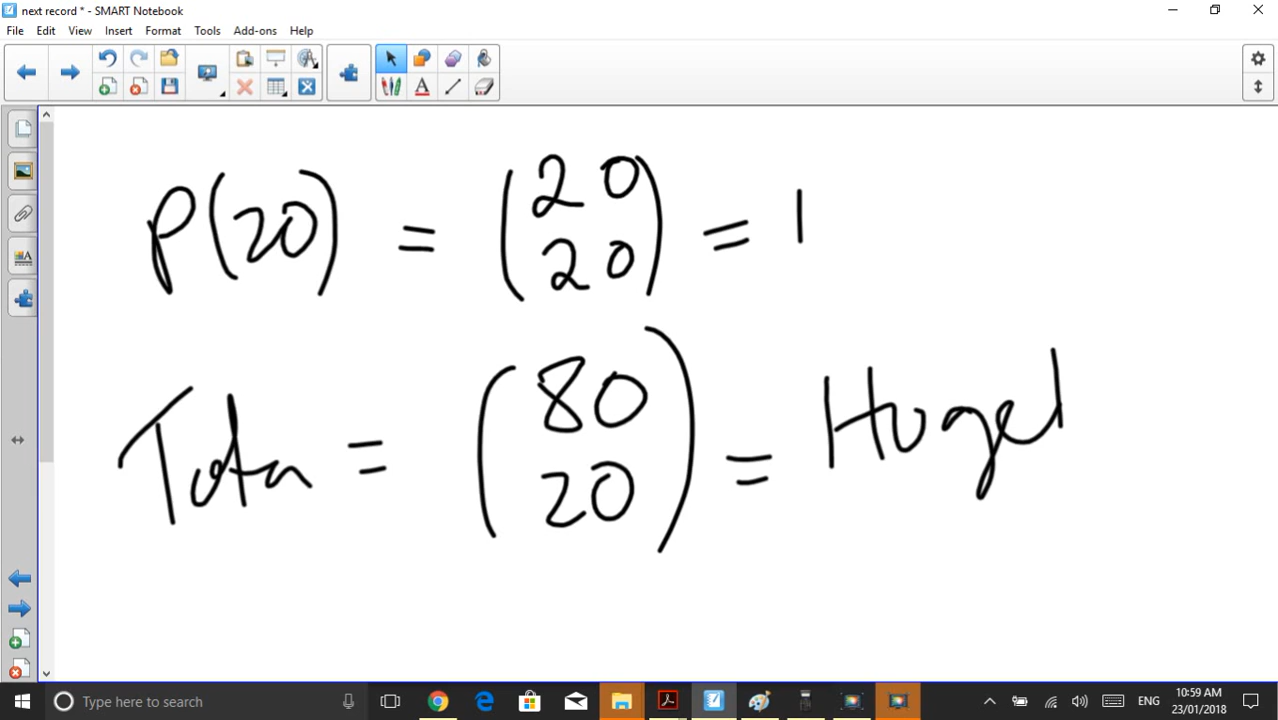 next record * - SMART Notebook
File Edit View Insert Format Tools Add-ons Help
P(20) = (20
20) = 1
Tota = (80
20) = Huge!
Type here to search
ENG
10:59 AM
23/01/2018